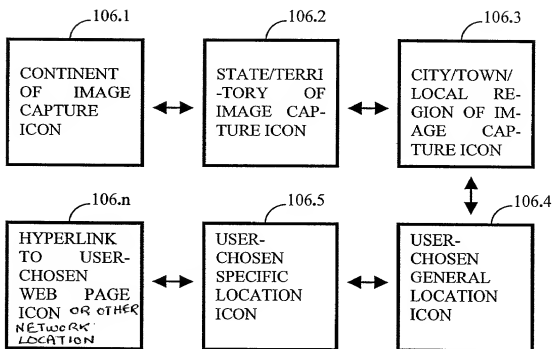 106.1
CONTINENT
OF IMAGE
CAPTURE
ICON
106.2
STATE/TERRI
-TORY OF
IMAGE CAP-
TURE ICON
106.3
CITY/TOWN/
LOCAL RE-
GION OF IM-
AGE CAP-
TURE ICON
106.n
HYPERLINK
TO USER-
CHOSEN
WEB PAGE
ICON OR OTHER
NETWORK
LOCATION
106.5
USER-
CHOSEN
SPECIFIC
LOCATION
ICON
106.4
USER-
CHOSEN
GENERAL
LOCATION
ICON